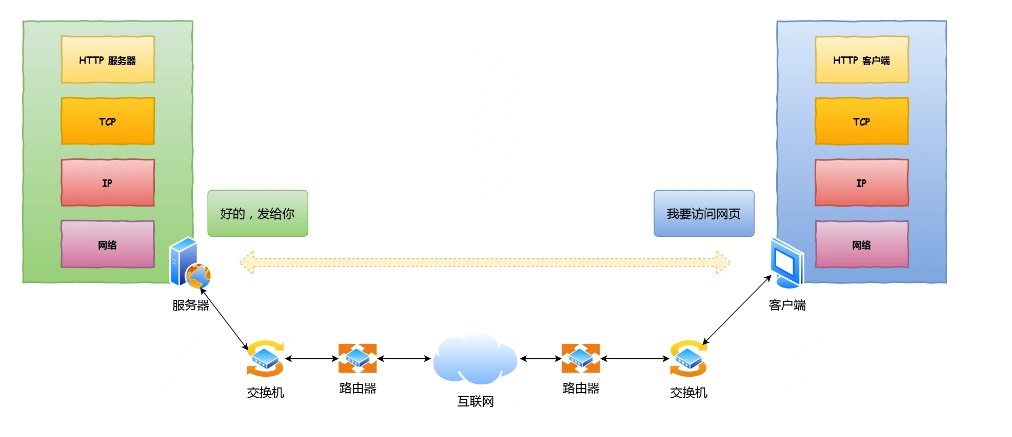 HTTP 服务器
TCP
IP
网络
服务器
好的，发给你
我要访问网页
HTTP 客户端
TCP
IP
网络
客户端
交换机
路由器
互联网
路由器
交换机